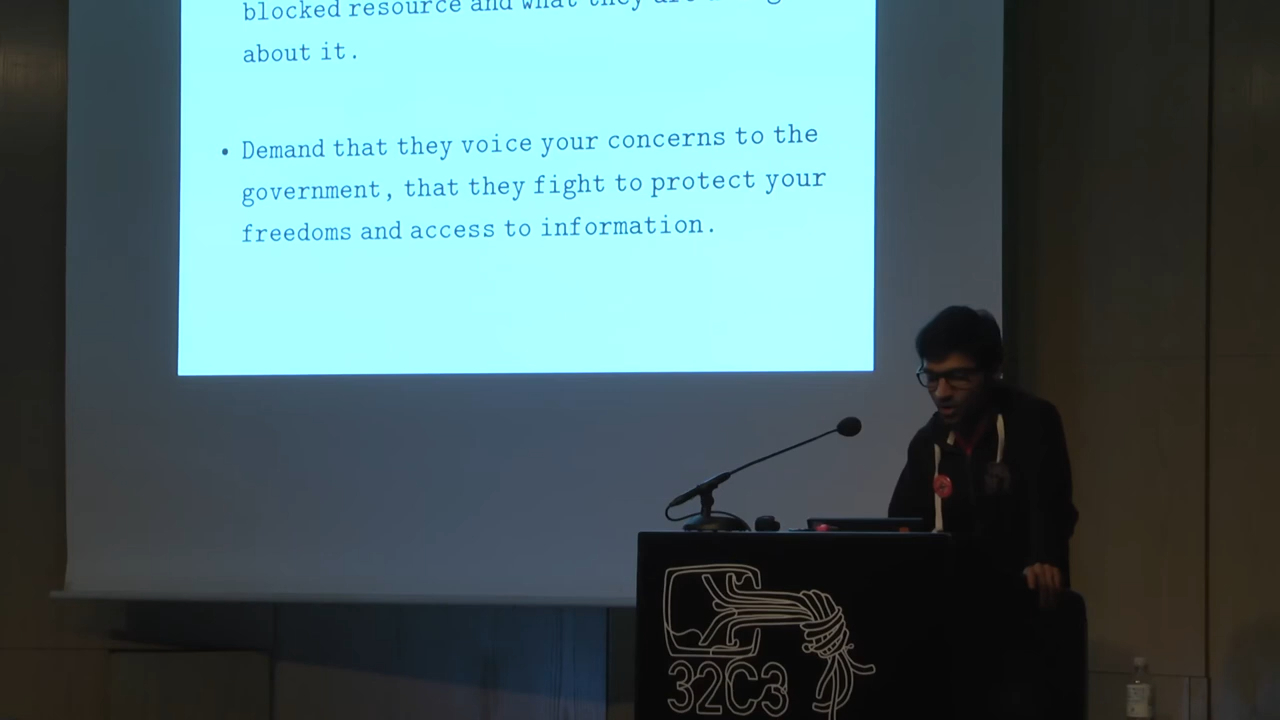 blocked resource and what they are
about it.
• Demand that they voice your concerns to the
government, that they fight to protect your
freedoms and access to information.
32C3